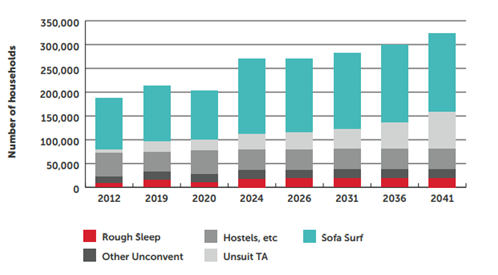 Number of households
350,000
300,000
250,000
200,000
150,000
100,000
50,000
0
2012 2019 2020 2024 2026 2031 2036 2041
Rough Sleep Hostels, etc Sofa Surf
Other Unconvent Unsuit TA